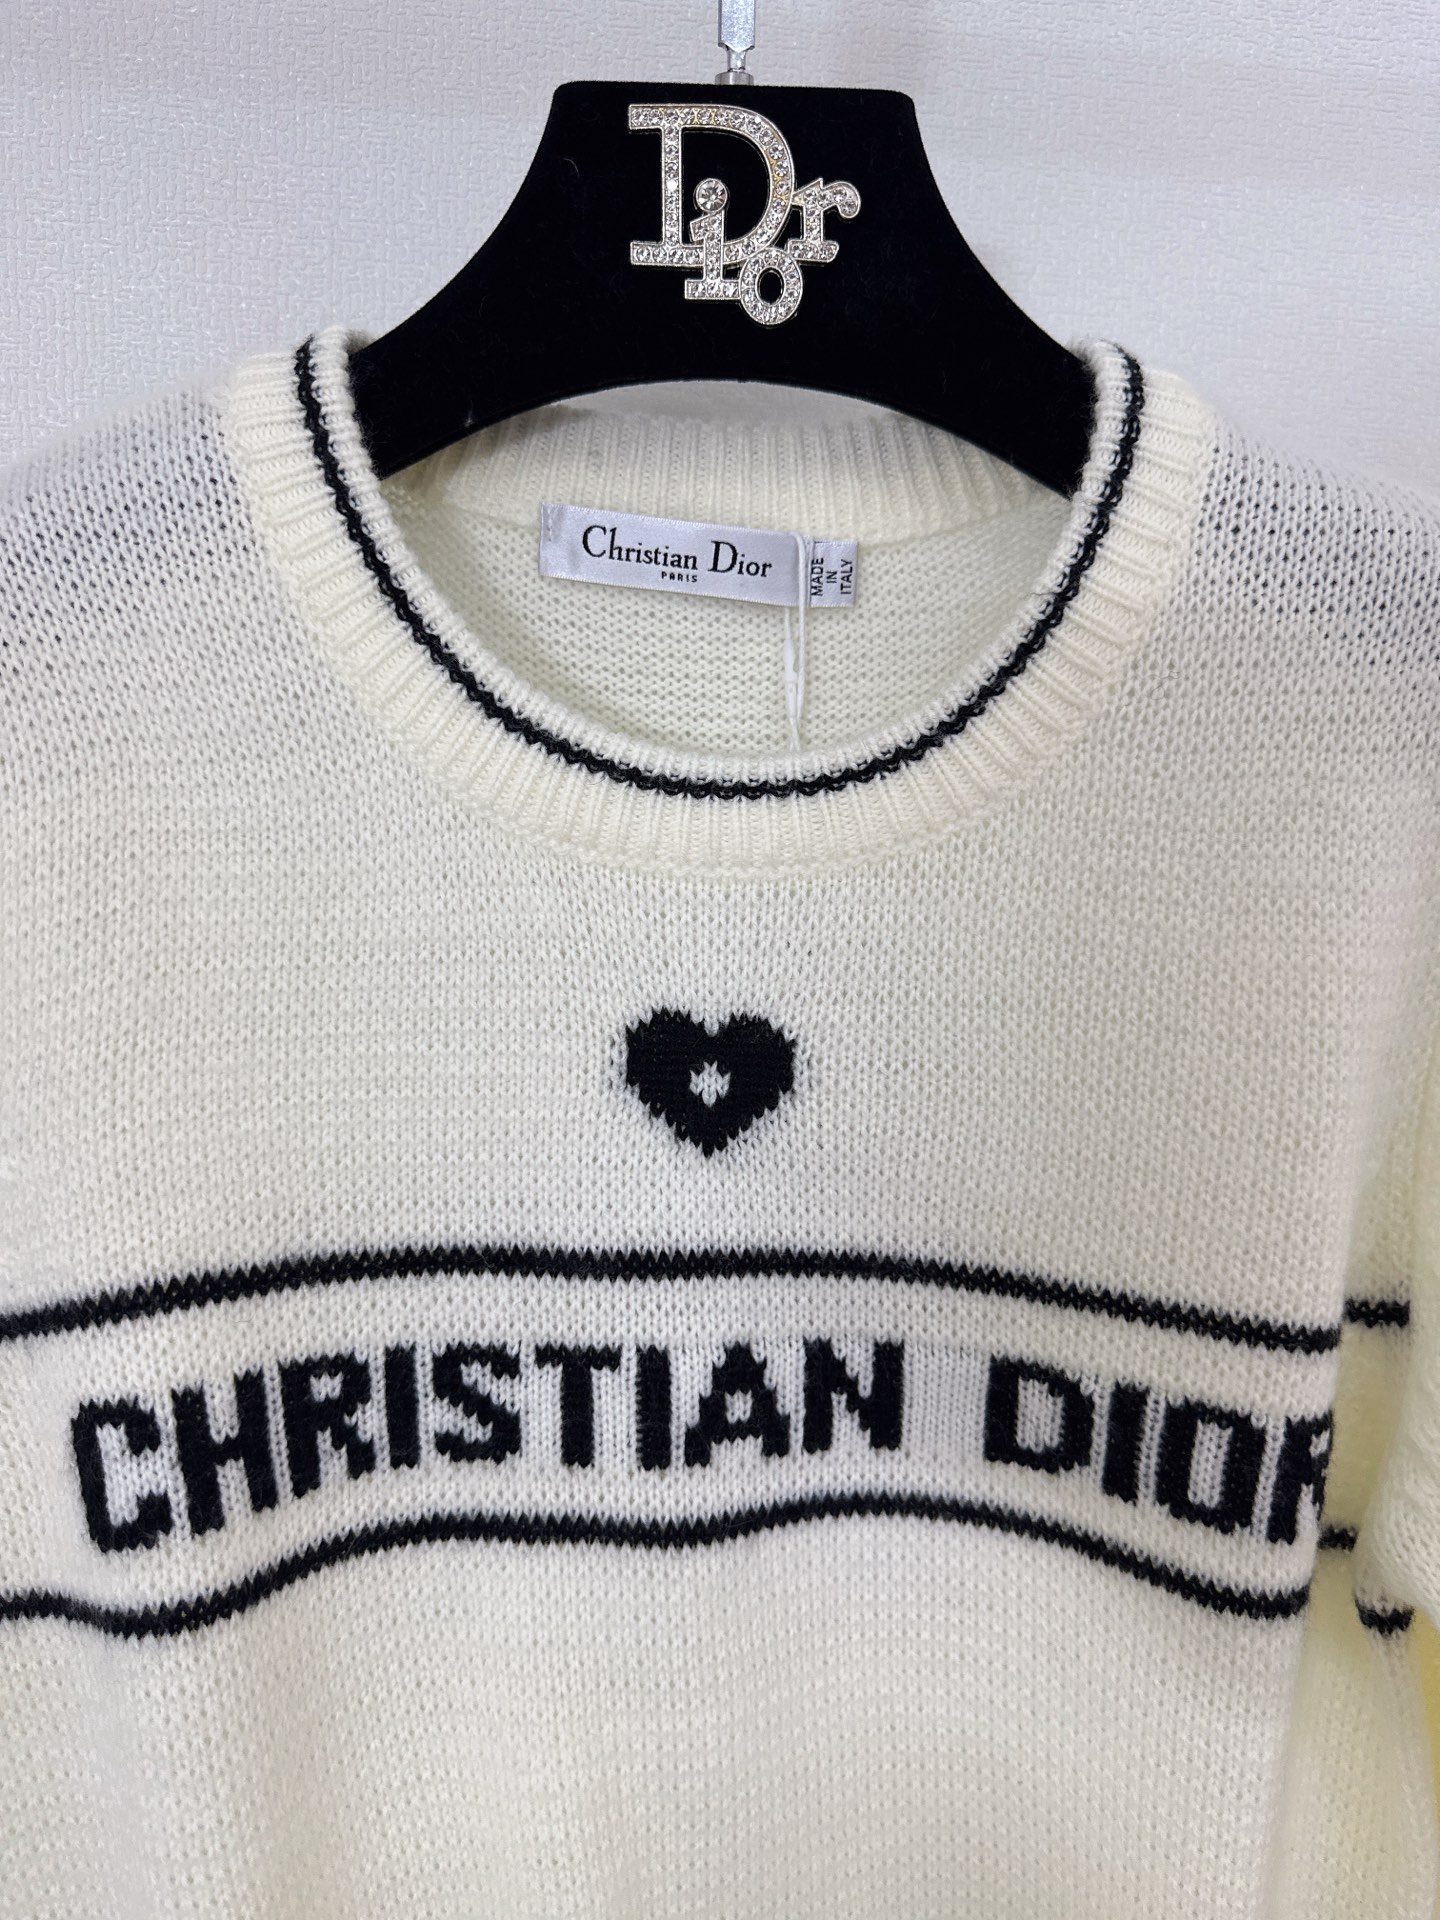 Dior
Christian Dior
PARIS
MADE
IN
ITALY
CHRISTIAN DIOR